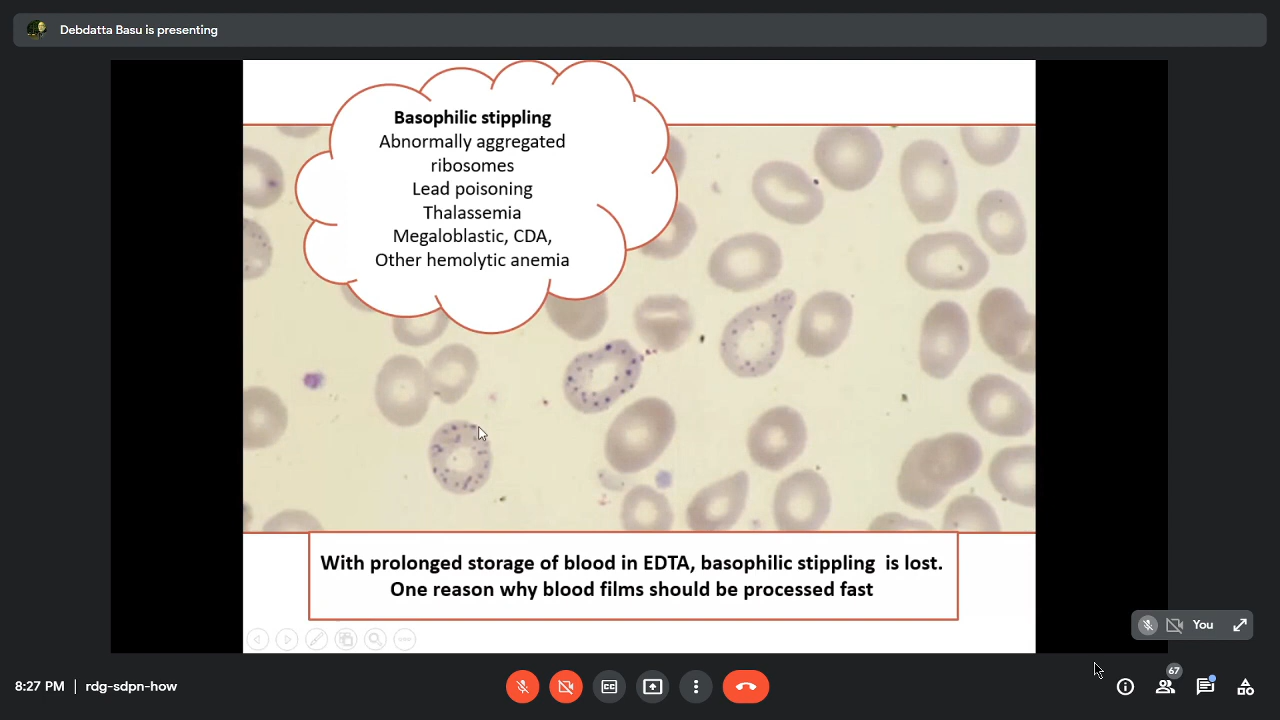 Debdatta Basu is presenting
Basophilic stippling
Abnormally aggregated
ribosomes
Lead poisoning
Thalassemia
Megaloblastic, CDA,
Other hemolytic anemia
With prolonged storage of blood in EDTA, basophilic stippling is lost.
One reason why blood films should be processed fast
You
67
8:27 PM | rdg-sdpn-how